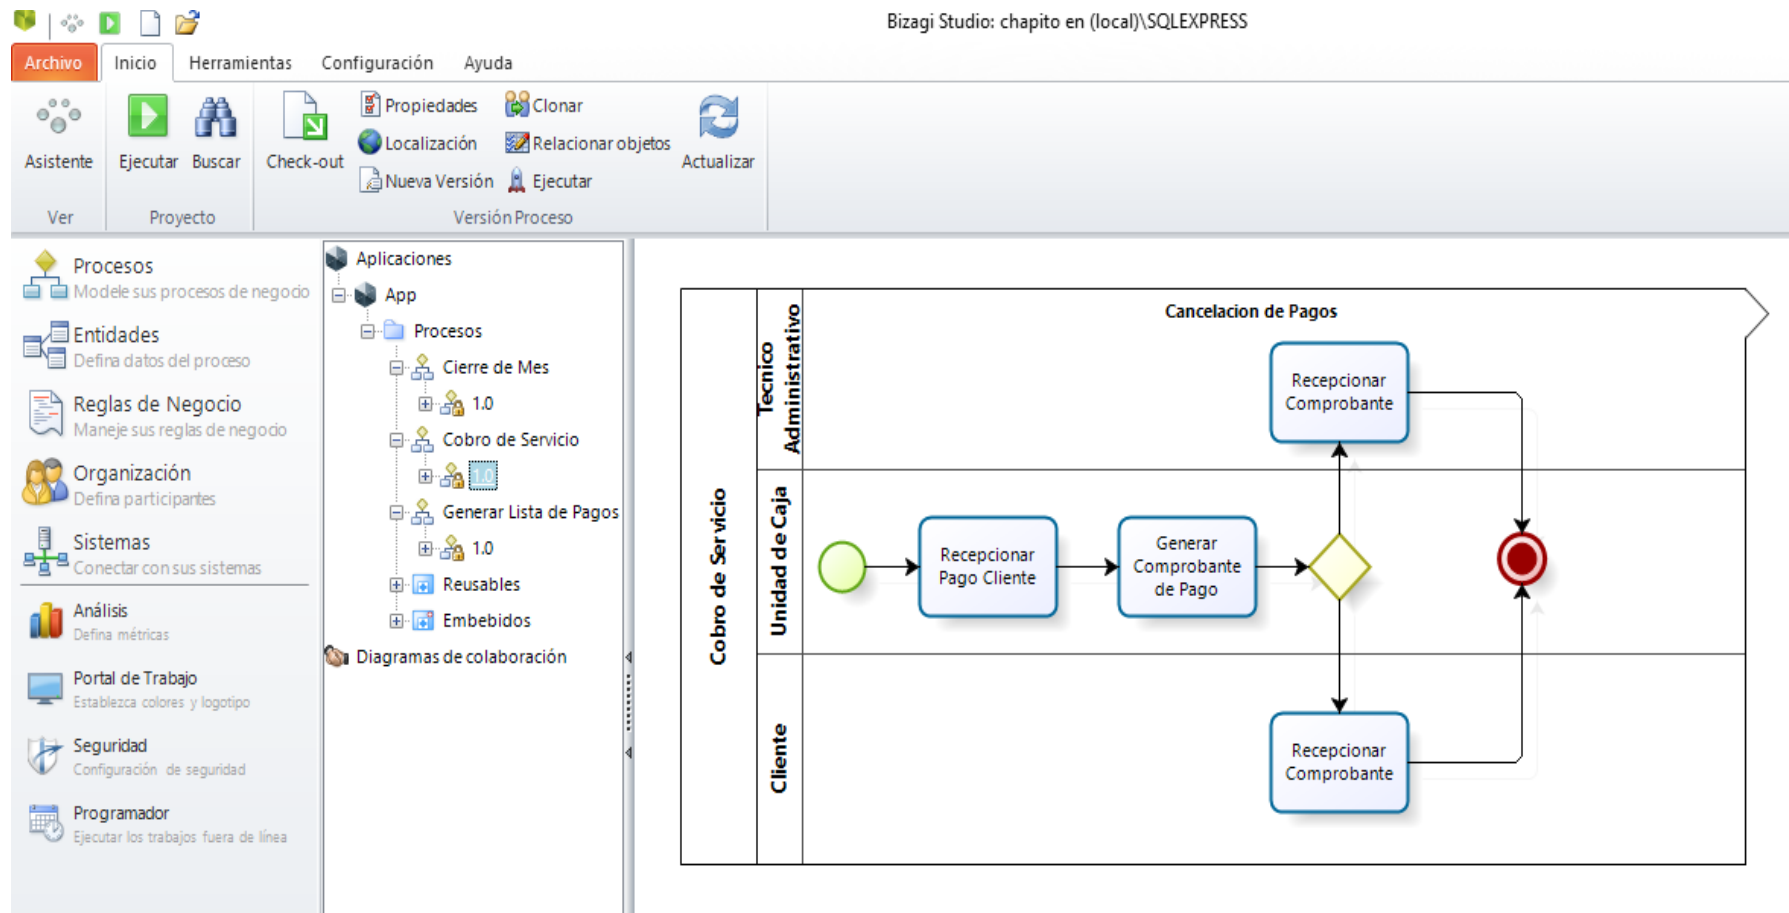 Bizagi Studio: chapito en (local)\SQLEXPRESS
Archivo
Inicio
Herramientas
Configuración
Ayuda
Asistente
Ejecutar
Buscar
Check-out
Propiedades
Localización
Nueva Versión
Clonar
Relacionar objetos
Ejecutar
Actualizar
Ver
Proyecto
Versión Proceso
Procesos
Modele sus procesos de negocio
Entidades
Defina datos del proceso
Reglas de Negocio
Maneje sus reglas de negocio
Organización
Defina participantes
Sistemas
Conectar con sus sistemas
Análisis
Defina métricas
Portal de Trabajo
Establezca colores y logotipo
Seguridad
Configuración de seguridad
Programador
Ejecutar los trabajos fuera de línea
Aplicaciones
App
Procesos
Cierre de Mes
1.0
Cobro de Servicio
1.0
Generar Lista de Pagos
1.0
Reusables
Embebidos
Diagramas de colaboración
Cobro de Servicio
Cancelacion de Pagos
Tecnico
Administrativo
Recepcionar
Comprobante
Unidad de Caja
Recepcionar
Pago Cliente
Generar
Comprobante
de Pago
Cliente
Recepcionar
Comprobante